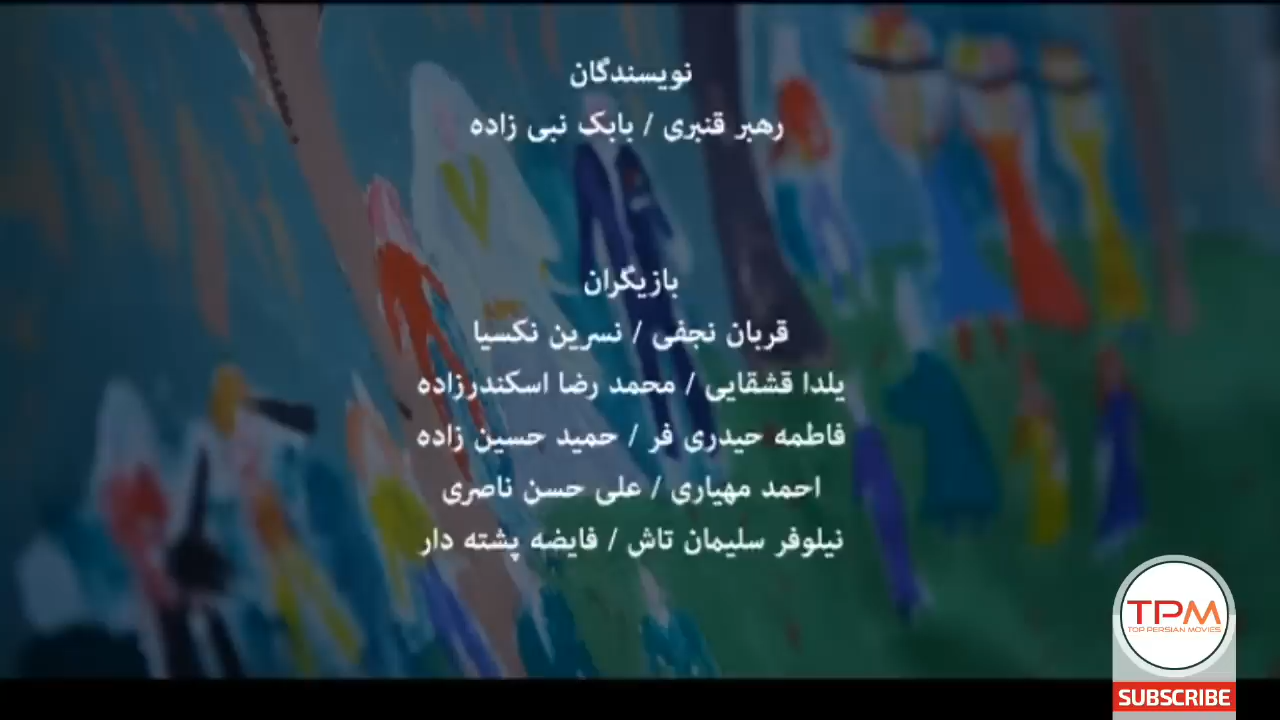 نویسندگان
رهبر قنبری / بابک نبی زاده
بازیگران
قربان نجفی / نسرین نکسیا
یلدا قشقایی / محمد رضا اسکندرزاده
فاطمه حیدری فر / حمید حسین زاده
احمد مهیاری / علی حسن ناصری
نیلوفر سلیمان تاش / فایضه پشته دار
TPM
TOP PERSIAN MOVIES
SUBSCRIBE